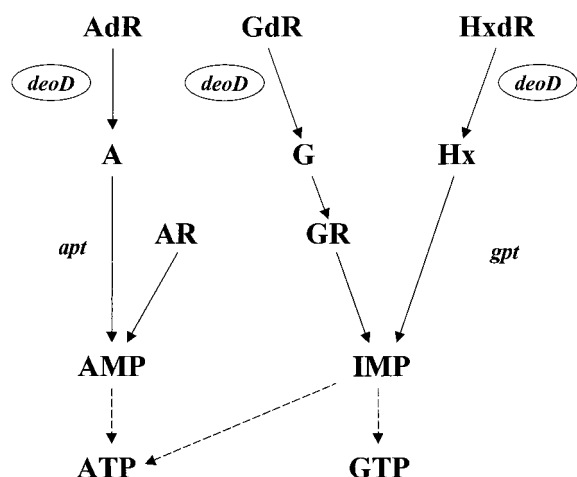 AdR GdR HxdR
deoD deoD deoD
A G Hx
apt AR GR gpt
AMP IMP
ATP GTP